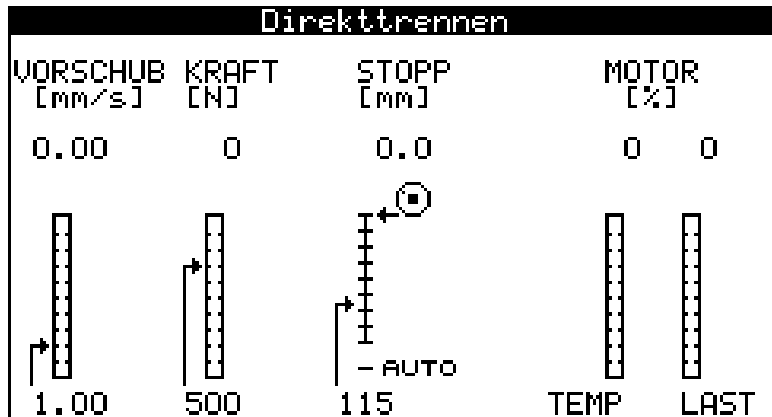 Direkttrennen
VORSCHUB KRAFT STOPP MOTOR
[mm/s] [N] [mm] [%]
0.00 0 0.0 0 0
- AUTO
1.00 500 115 TEMP LAST